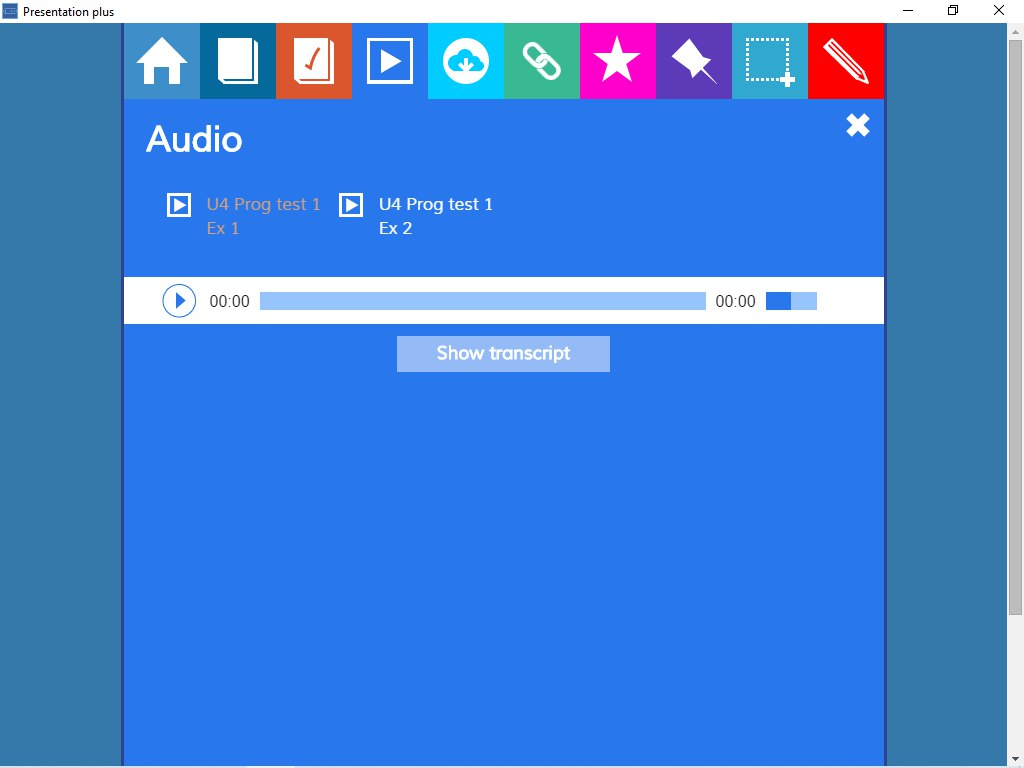 Presentation plus
Audio
U4 Prog test 1
Ex 1
U4 Prog test 1
Ex 2
00:00 00:00
Show transcript